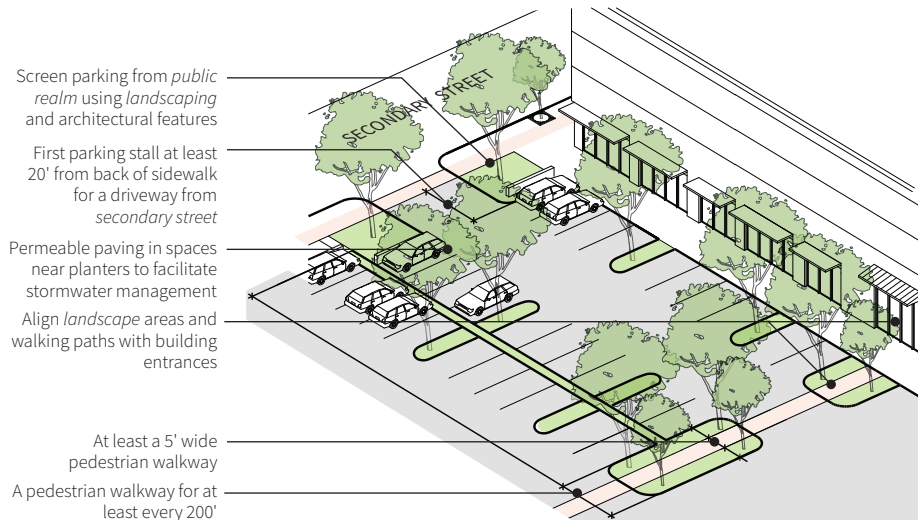 Screen parking from public
realm using landscaping
and architectural features
SECONDARY STREET
First parking stall at least
20' from back of sidewalk
for a driveway from
secondary street
Permeable paving in spaces
near planters to facilitate
stormwater management
Align landscape areas and
walking paths with building
entrances
At least a 5' wide
pedestrian walkway
A pedestrian walkway for at
least every 200'